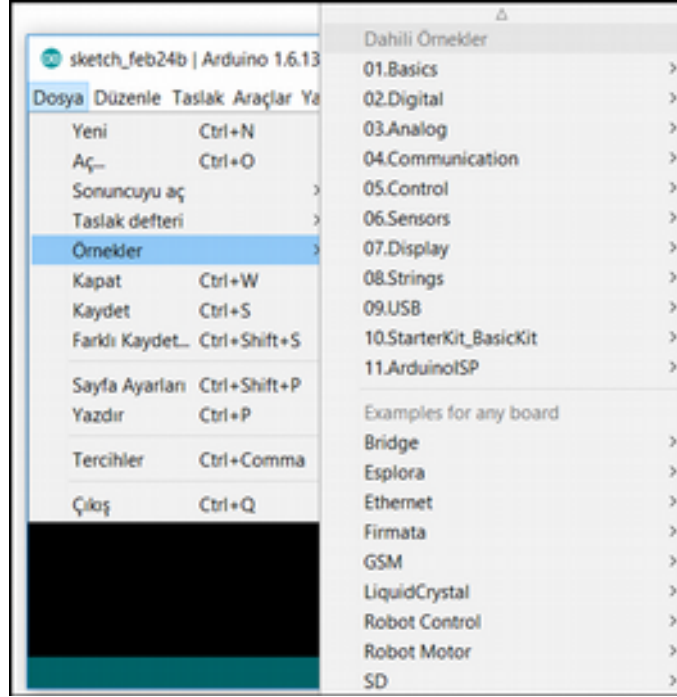 sketch_feb24b | Arduino 1.6.13
Dosya Düzenle Taslak Araçlar Ya
Yeni Ctrl+N
Aç... Ctrl+O
Sonuncuyu aç
Taslak defteri
Örnekler
Kapat Ctrl+W
Kaydet Ctrl+S
Farklı Kaydet... Ctrl+Shift+S
Sayfa Ayarları Ctrl+Shift+P
Yazdır Ctrl+P
Tercihler Ctrl+Comma
Çıkış Ctrl+Q
Dahili Örnekler
01.Basics
02.Digital
03.Analog
04.Communication
05.Control
06.Sensors
07.Display
08.Strings
09.USB
10.StarterKit_BasicKit
11.ArduinoISP
Examples for any board
Bridge
Esplora
Ethernet
Firmata
GSM
LiquidCrystal
Robot Control
Robot Motor
SD